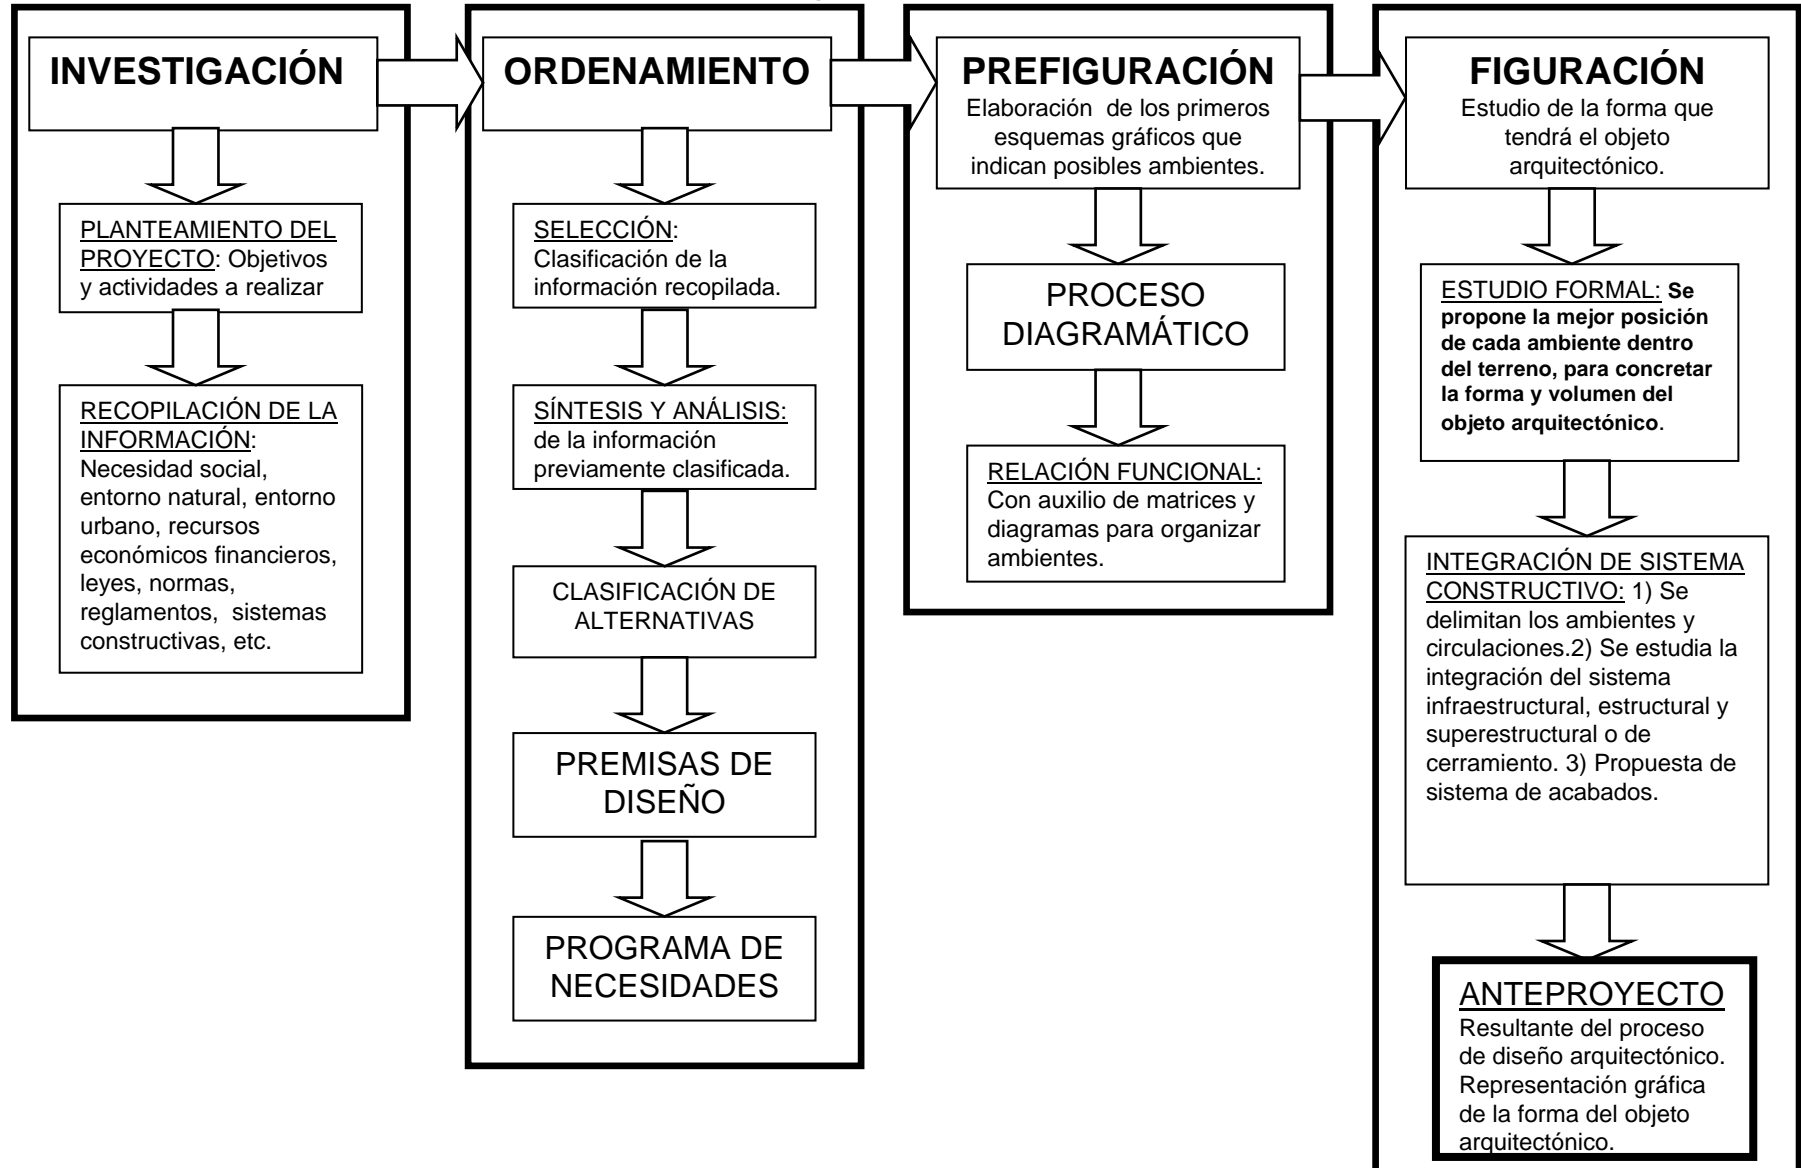 INVESTIGACIÓN
PLANTEAMIENTO DEL
PROYECTO: Objetivos
y actividades a realizar
RECOPILACIÓN DE LA
INFORMACIÓN:
Necesidad social,
entorno natural, entorno
urbano, recursos
económicos financieros,
leyes, normas,
reglamentos, sistemas
constructivas, etc.
ORDENAMIENTO
SELECCIÓN:
Clasificación de la
información recopilada.
SÍNTESIS Y ANÁLISIS:
de la información
previamente clasificada.
CLASIFICACIÓN DE
ALTERNATIVAS
PREMISAS DE
DISEÑO
PROGRAMA DE
NECESIDADES
PREFIGURACIÓN
Elaboración de los primeros
esquemas gráficos que
indican posibles ambientes.
PROCESO
DIAGRAMÁTICO
RELACIÓN FUNCIONAL:
Con auxilio de matrices y
diagramas para organizar
ambientes.
FIGURACIÓN
Estudio de la forma que
tendrá el objeto
arquitectónico.
ESTUDIO FORMAL: Se
propone la mejor posición
de cada ambiente dentro
del terreno, para concretar
la forma y volumen del
objeto arquitectónico.
INTEGRACIÓN DE SISTEMA
CONSTRUCTIVO: 1) Se
delimitan los ambientes y
circulaciones.2) Se estudia la
integración del sistema
infraestructural, estructural y
superestructural o de
cerramiento. 3) Propuesta de
sistema de acabados.
ANTEPROYECTO
Resultante del proceso
de diseño arquitectónico.
Representación gráfica
de la forma del objeto
arquitectónico.